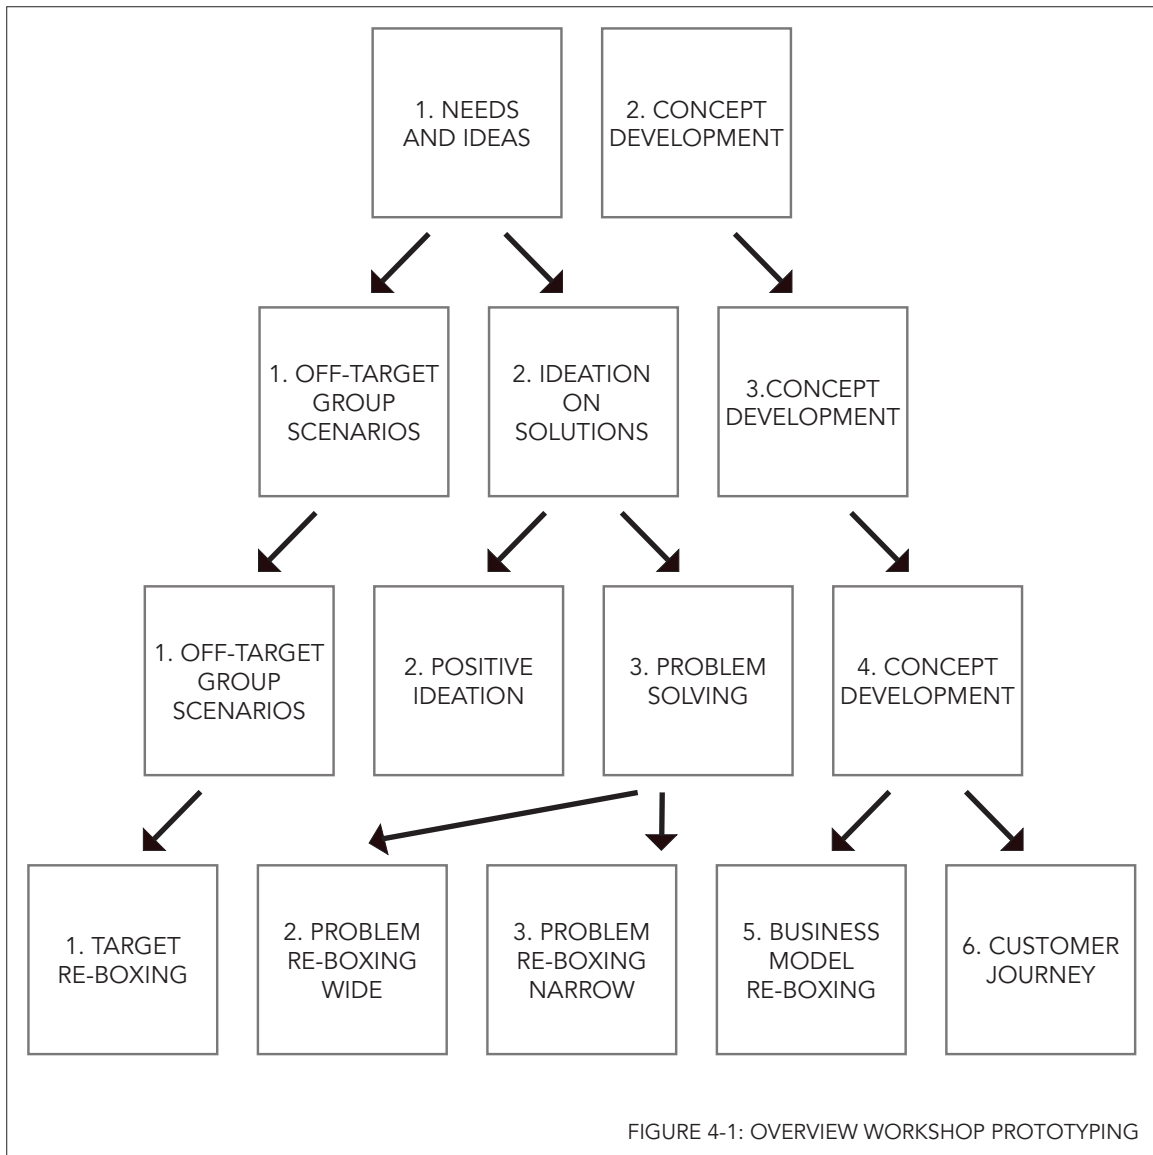 1. NEEDS
AND IDEAS
2. CONCEPT
DEVELOPMENT
1. OFF-TARGET
GROUP
SCENARIOS
2. IDEATION
ON
SOLUTIONS
3.CONCEPT
DEVELOPMENT
1. OFF-TARGET
GROUP
SCENARIOS
2. POSITIVE
IDEATION
3. PROBLEM
SOLVING
4. CONCEPT
DEVELOPMENT
1. TARGET
RE-BOXING
2. PROBLEM
RE-BOXING
WIDE
3. PROBLEM
RE-BOXING
NARROW
5. BUSINESS
MODEL
RE-BOXING
6. CUSTOMER
JOURNEY
FIGURE 4-1: OVERVIEW WORKSHOP PROTOTYPING